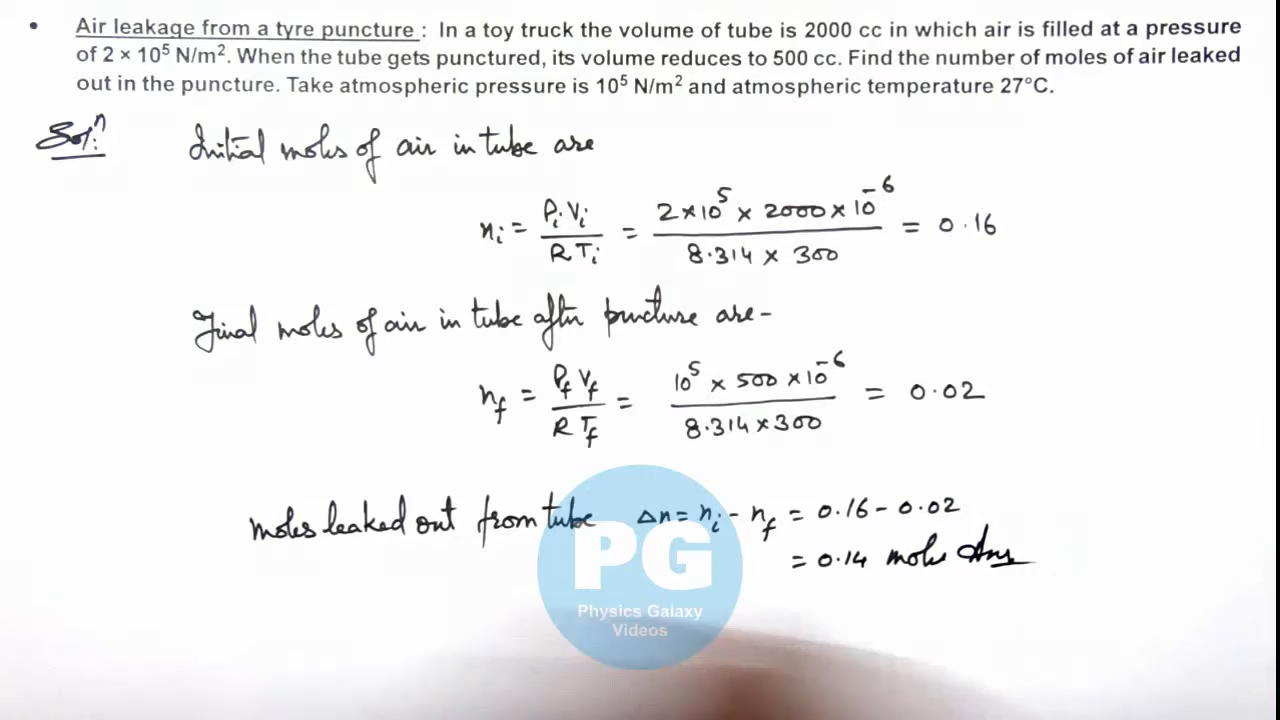 • Air leakage from a tyre puncture : In a toy truck the volume of tube is 2000 cc in which air is filled at a pressure
of 2 × 10⁵ N/m². When the tube gets punctured, its volume reduces to 500 cc. Find the number of moles of air leaked
out in the puncture. Take atmospheric pressure is 10⁵ N/m² and atmospheric temperature 27°C.
Solⁿ: Initial moles of air in tube are
nᵢ = PᵢVᵢ / RTᵢ = 2×10⁵ × 2000×10⁻⁶ / 8.314 × 300 = 0.16
Final moles of air in tube after puncture are-
n_f = P_f V_f / R T_f = 10⁵ × 500 × 10⁻⁶ / 8.314×300 = 0.02
moles leaked out from tube Δn = nᵢ - n_f = 0.16 - 0.02
= 0.14 moles Ans
PG
Physics Galaxy
Videos